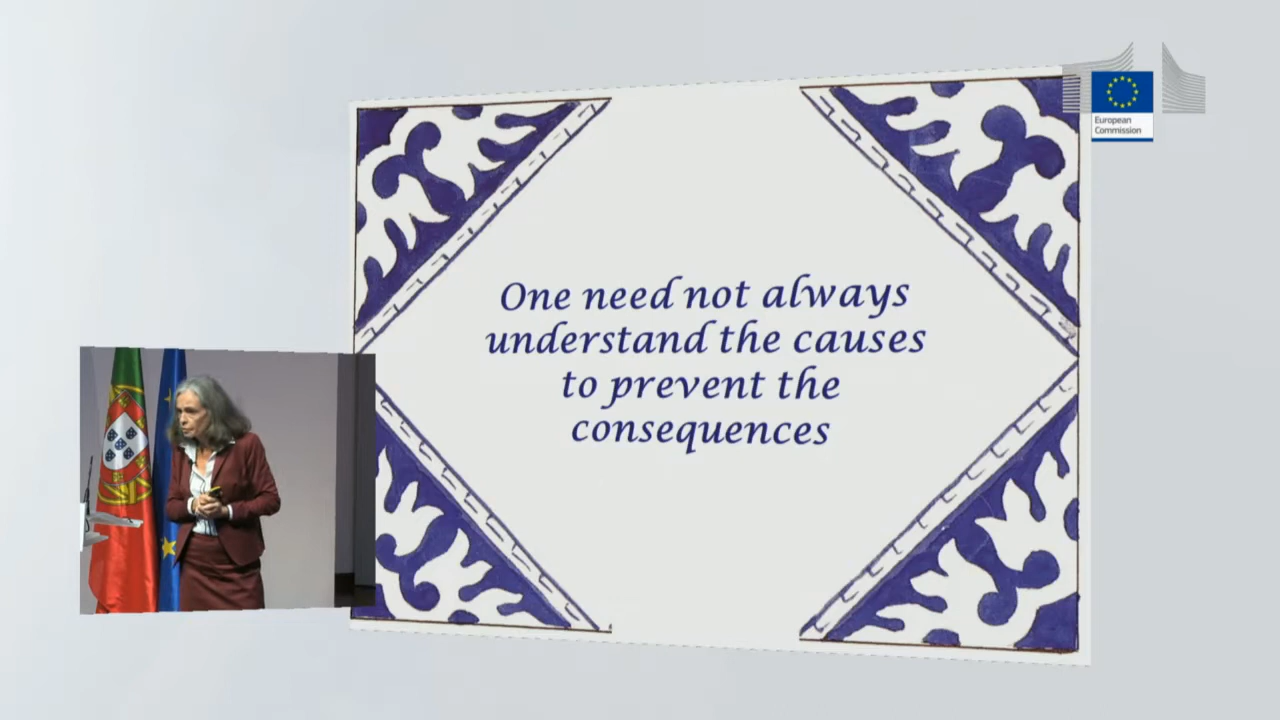 European
Commission
One need not always
understand the causes
to prevent the
consequences